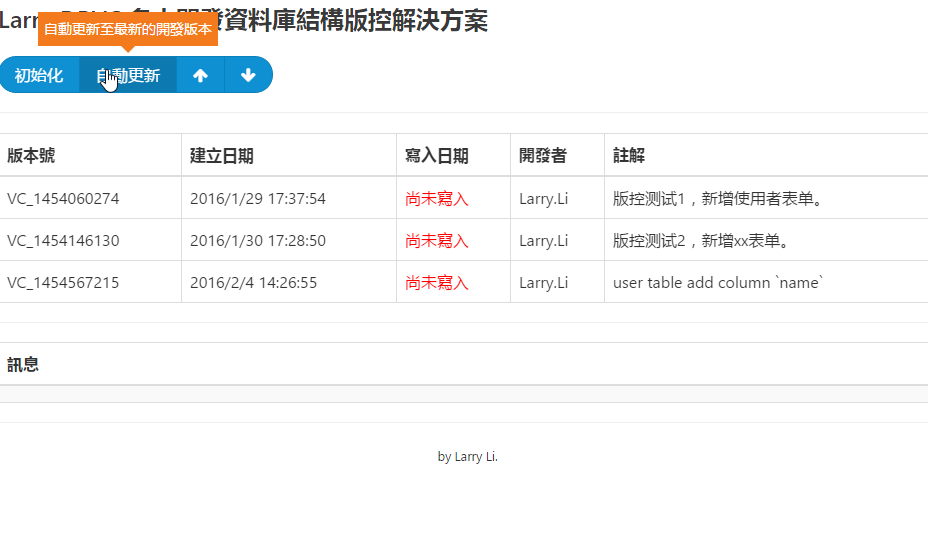 Larr
開發資料庫結構版控解決方案
自動更新至最新的開發版本
初始化 自動更新
版本號 建立日期 寫入日期 開發者 註解
VC_1454060274 2016/1/29 17:37:54 尚未寫入 Larry.Li 版控测试1，新增使用者表单。
VC_1454146130 2016/1/30 17:28:50 尚未寫入 Larry.Li 版控测试2，新增xx表单。
VC_1454567215 2016/2/4 14:26:55 尚未寫入 Larry.Li user table add column `name`
訊息
by Larry Li.